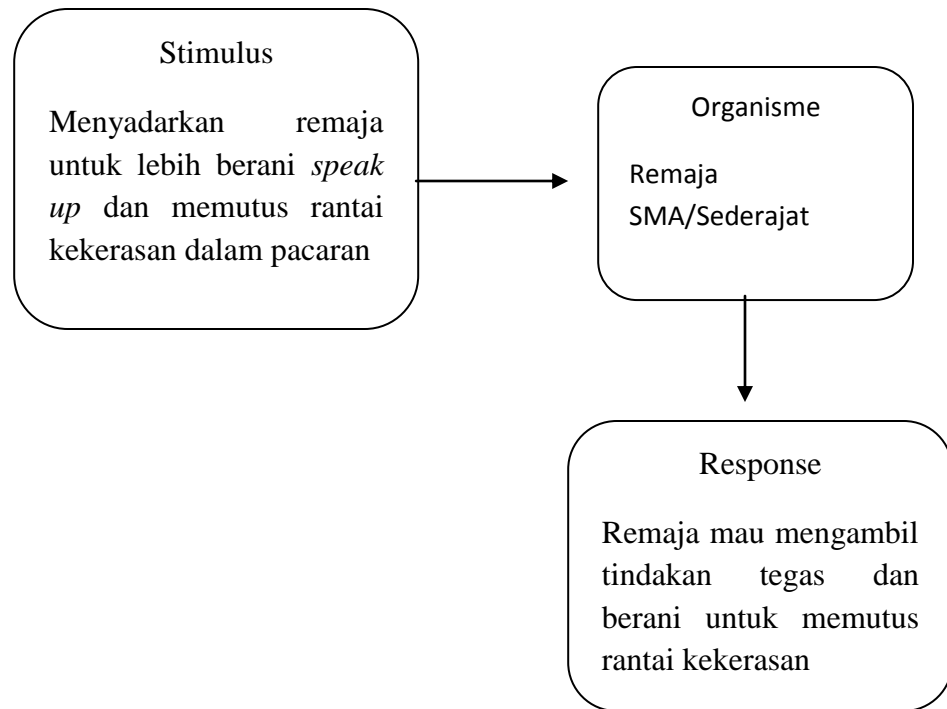 Stimulus
Menyadarkan remaja
untuk lebih berani speak
up dan memutus rantai
kekerasan dalam pacaran
Organisme
Remaja
SMA/Sederajat
Response
Remaja mau mengambil
tindakan tegas dan
berani untuk memutus
rantai kekerasan